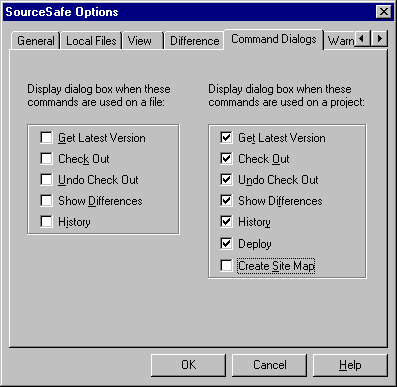 SourceSafe Options
General Local Files View Difference Command Dialogs Warn
Display dialog box when these
commands are used on a file:
Get Latest Version
Check Out
Undo Check Out
Show Differences
History
Display dialog box when these
commands are used on a project:
Get Latest Version
Check Out
Undo Check Out
Show Differences
History
Deploy
Create Site Map
OK Cancel Help